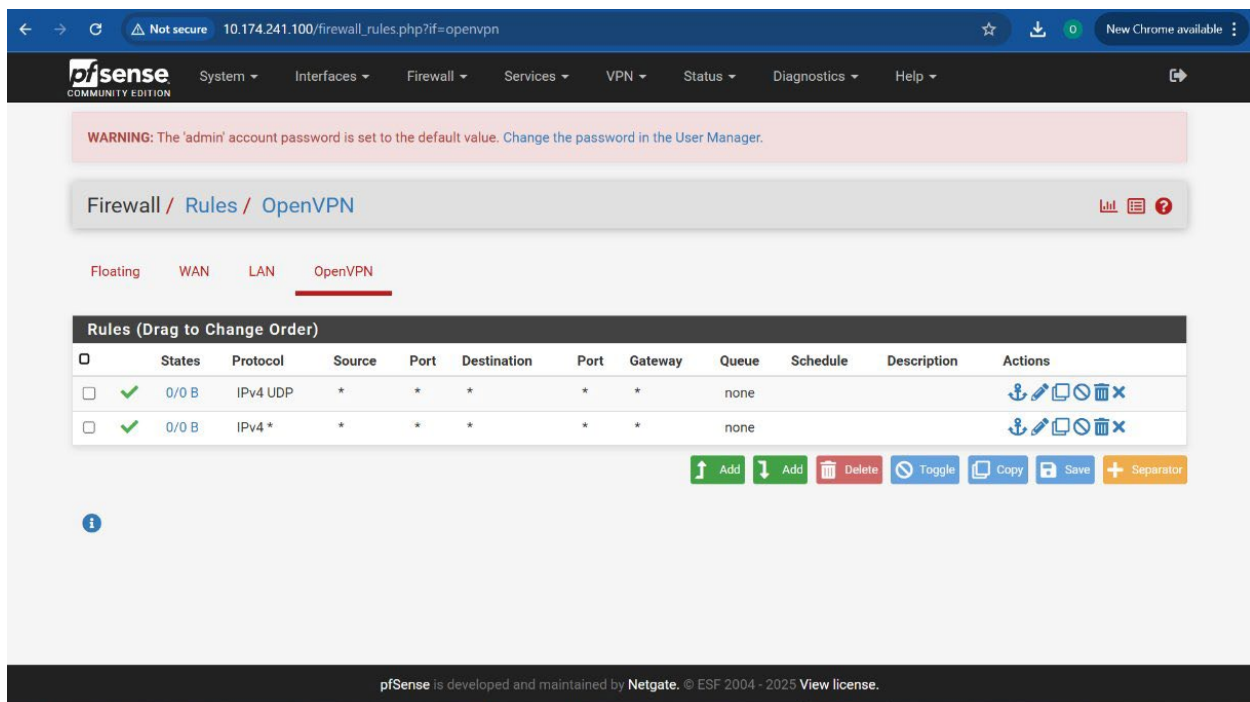 Not secure 10.174.241.100/firewall_rules.php?if=openvpn 0 New Chrome available
pfsense System Interfaces Firewall Services VPN Status Diagnostics Help
COMMUNITY EDITION
WARNING: The 'admin' account password is set to the default value. Change the password in the User Manager.
Firewall / Rules / OpenVPN
Floating WAN LAN OpenVPN
Rules (Drag to Change Order)
States Protocol Source Port Destination Port Gateway Queue Schedule Description Actions
0/0 B IPv4 UDP * * * * * none
0/0 B IPv4 * * * * * * none
Add Add Delete Toggle Copy Save Separator
pfSense is developed and maintained by Netgate. © ESF 2004 - 2025 View license.